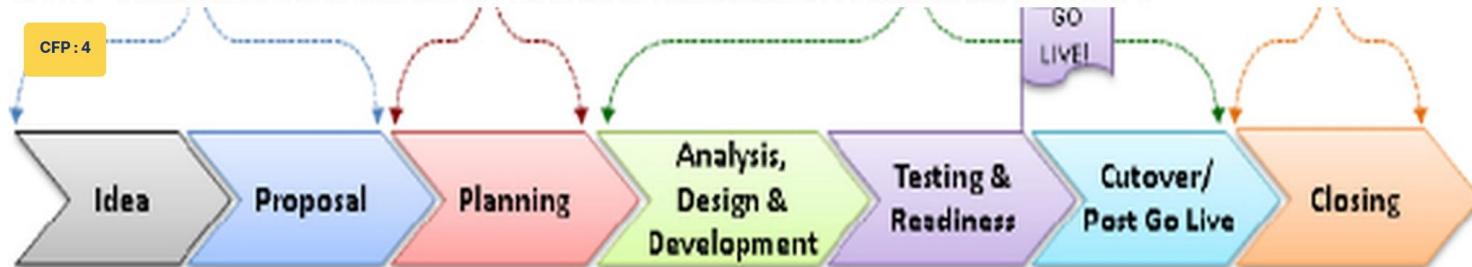 CFP:4
GO
LIVE!
Idea
Proposal
Planning
Analysis,
Design &
Development
Testing &
Readiness
Cutover/
Post Go Live
Closing